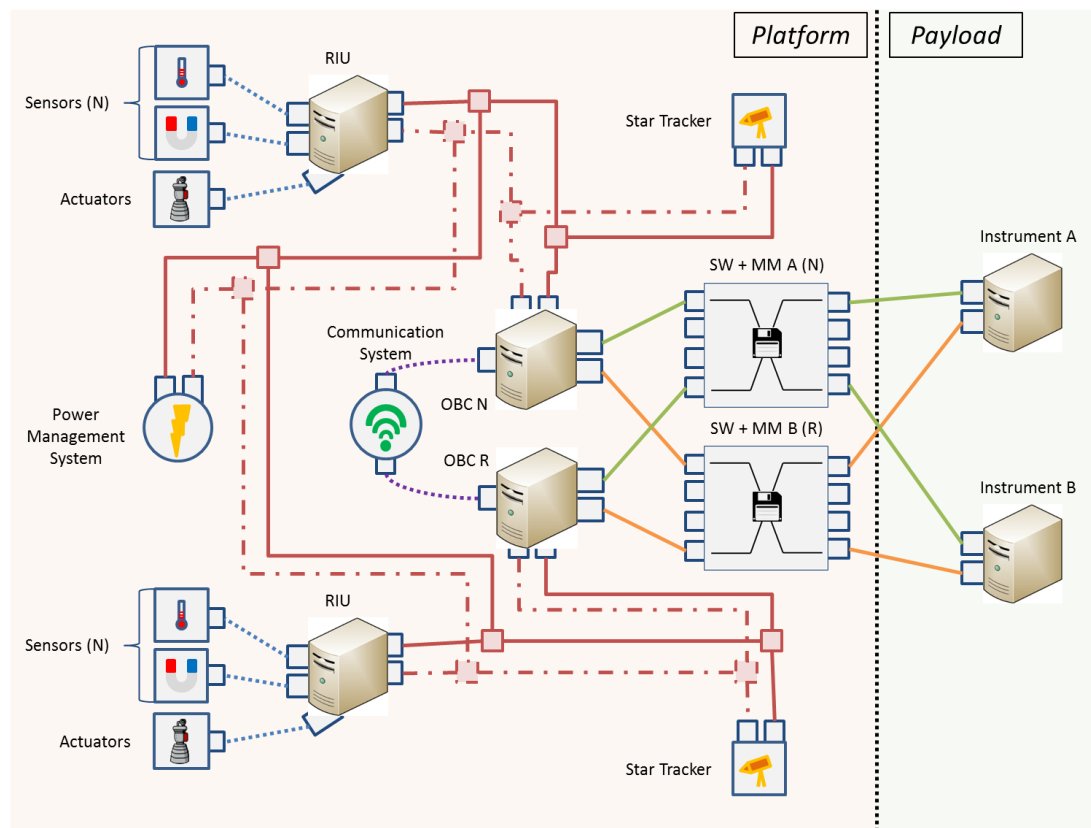 Platform
Payload
RIU
Sensors (N)
Star Tracker
Actuators
Instrument A
SW + MM A (N)
Communication
System
OBC N
Power
Management
System
SW + MM B (R)
OBC R
Instrument B
RIU
Sensors (N)
Actuators
Star Tracker